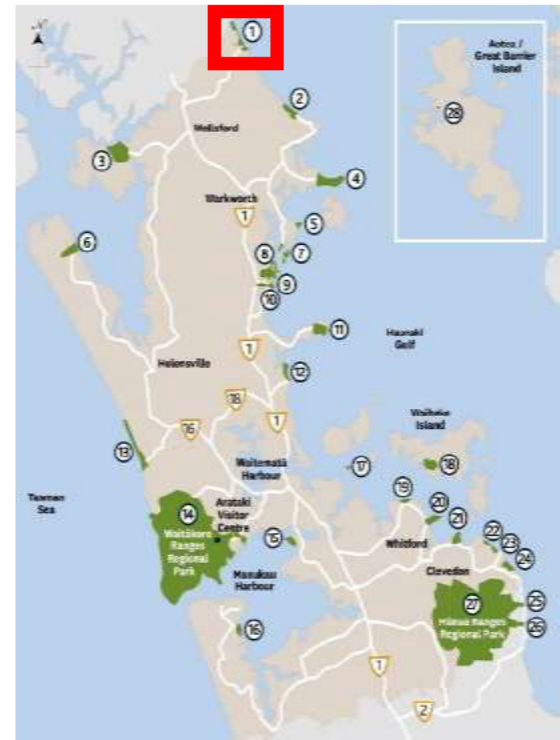 1
Aotea /
Great Barrier
Island
2
28
Wellsford
3
4
Warkworth
1
5
6
8
7
9
10
11
Hauraki
Gulf
1
Helensville
12
18
16
1
Waiheke
Island
13
Waitematā
Harbour
17
18
Tasman
Sea
14
Arataki
Visitor
Centre
19
20
21
22
23
24
Waitākere
Ranges
Regional
Park
15
Whitford
Clevedon
Manukau
Harbour
27
25
Hūnua Ranges
Regional Park
26
16
1
2